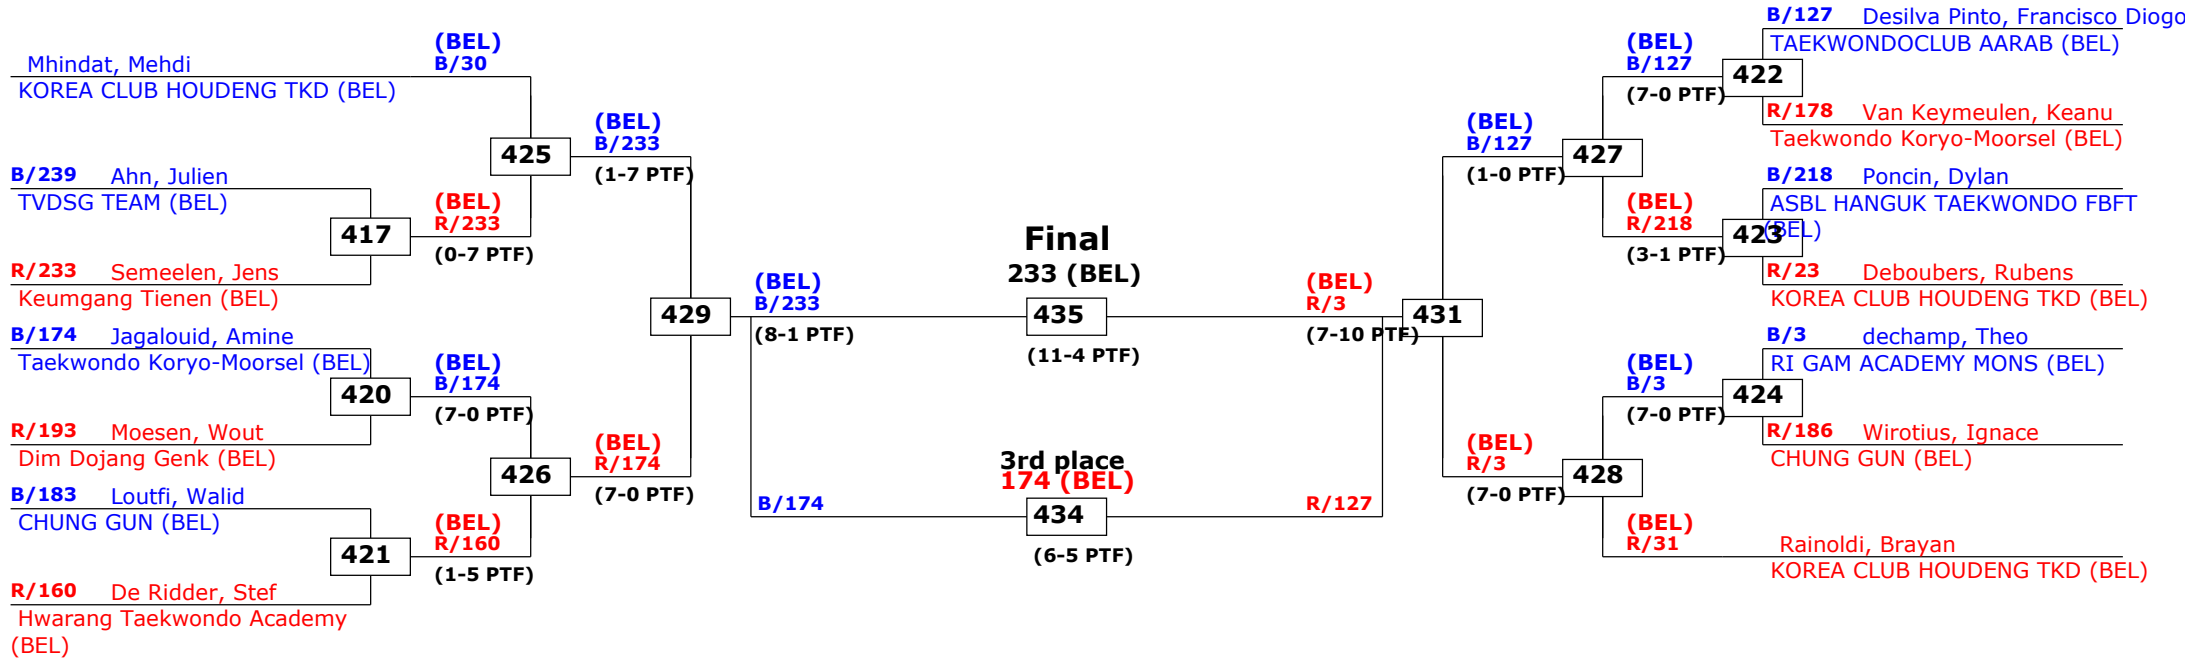 Mhindat, Mehdi
KOREA CLUB HOUDENG TKD (BEL)
(BEL)
B/30
B/239 Ahn, Julien
TVDSG TEAM (BEL)
417
R/233 Semeelen, Jens
Keumgang Tienen (BEL)
(BEL)
R/233
(0-7 PTF)
425
(BEL)
B/233
(1-7 PTF)
B/174 Jagalouid, Amine
Taekwondo Koryo-Moorsel (BEL)
420
R/193 Moesen, Wout
Dim Dojang Genk (BEL)
(BEL)
B/174
(7-0 PTF)
B/183 Loutfi, Walid
CHUNG GUN (BEL)
421
R/160 De Ridder, Stef
Hwarang Taekwondo Academy
(BEL)
(BEL)
R/160
(1-5 PTF)
426
(BEL)
R/174
(7-0 PTF)
429
(BEL)
B/233
(8-1 PTF)
Final
233 (BEL)
435
(11-4 PTF)
3rd place
174 (BEL)
B/174
434
R/127
(6-5 PTF)
(BEL)
R/3
(7-10 PTF)
431
(BEL)
B/127
(1-0 PTF)
427
(BEL)
B/127
(7-0 PTF)
422
B/127 Desilva Pinto, Francisco Diogo
TAEKWONDOCLUB AARAB (BEL)
R/178 Van Keymeulen, Keanu
Taekwondo Koryo-Moorsel (BEL)
(BEL)
R/218
(3-1 PTF)
423
B/218 Poncin, Dylan
ASBL HANGUK TAEKWONDO FBFT
(BEL)
R/23 Deboubers, Rubens
KOREA CLUB HOUDENG TKD (BEL)
(BEL)
R/3
(7-0 PTF)
428
(BEL)
B/3
(7-0 PTF)
424
B/3 dechamp, Theo
RI GAM ACADEMY MONS (BEL)
R/186 Wirotius, Ignace
CHUNG GUN (BEL)
(BEL)
R/31
Rainoldi, Brayan
KOREA CLUB HOUDENG TKD (BEL)